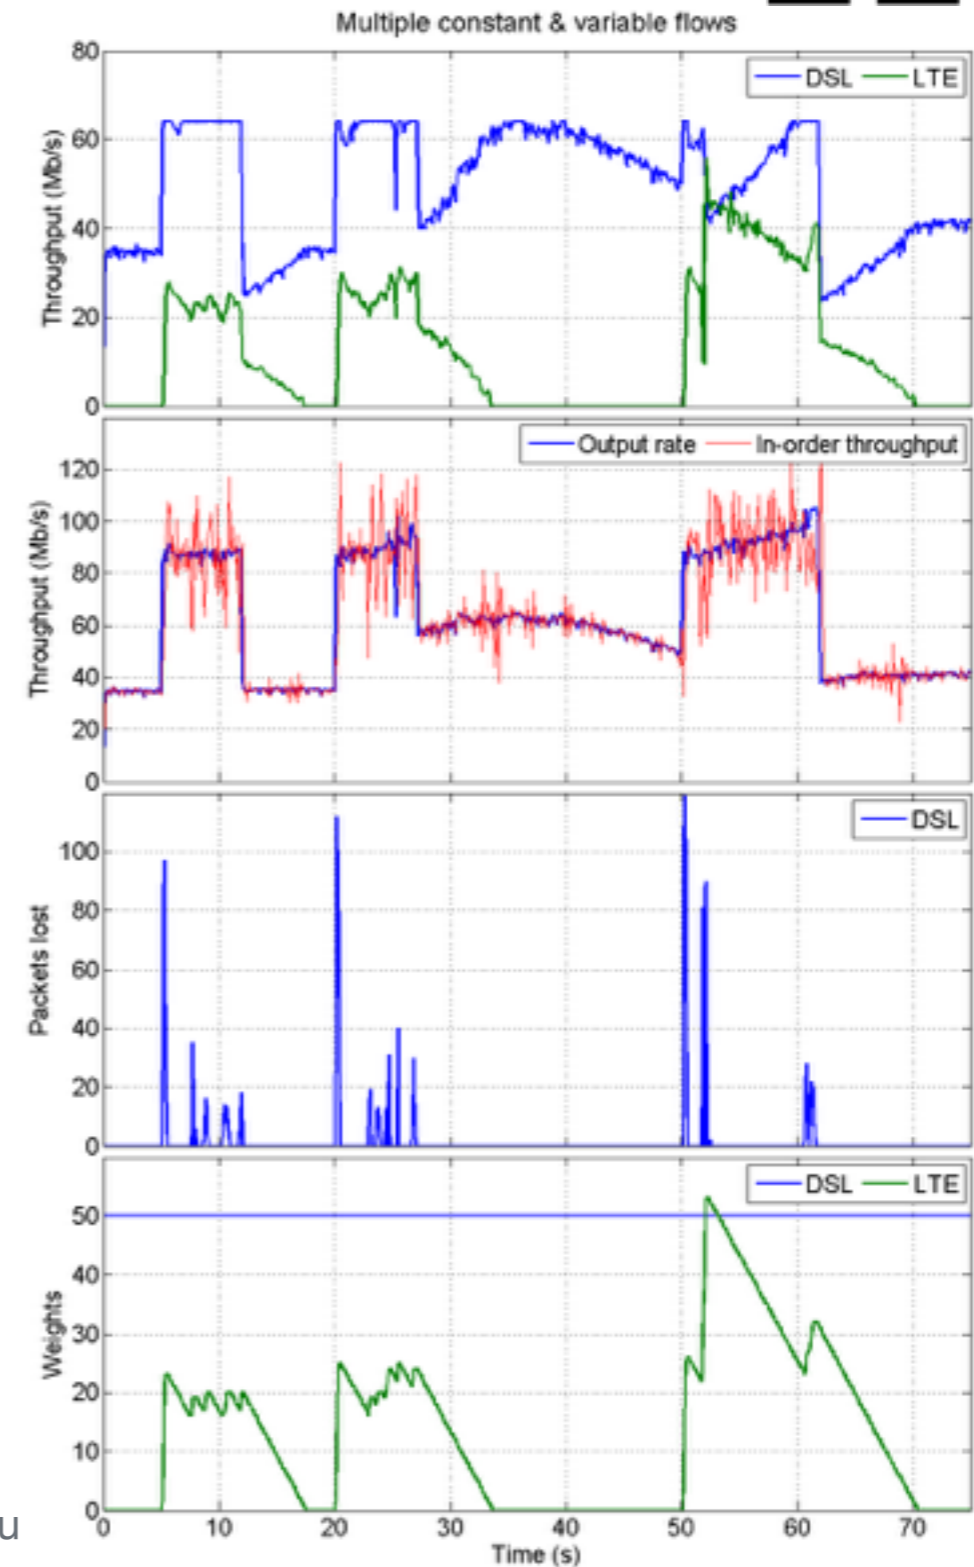 Multiple constant & variable flows
80
60
40
20
0
Throughput (Mb/s)
DSL LTE
120
100
80
60
40
20
0
Throughput (Mb/s)
Output rate In-order throughput
100
80
60
40
20
0
Packets lost
DSL
50
40
30
20
10
0
Weights
DSL LTE
0 10 20 30 40 50 60 70
Time (s)
u